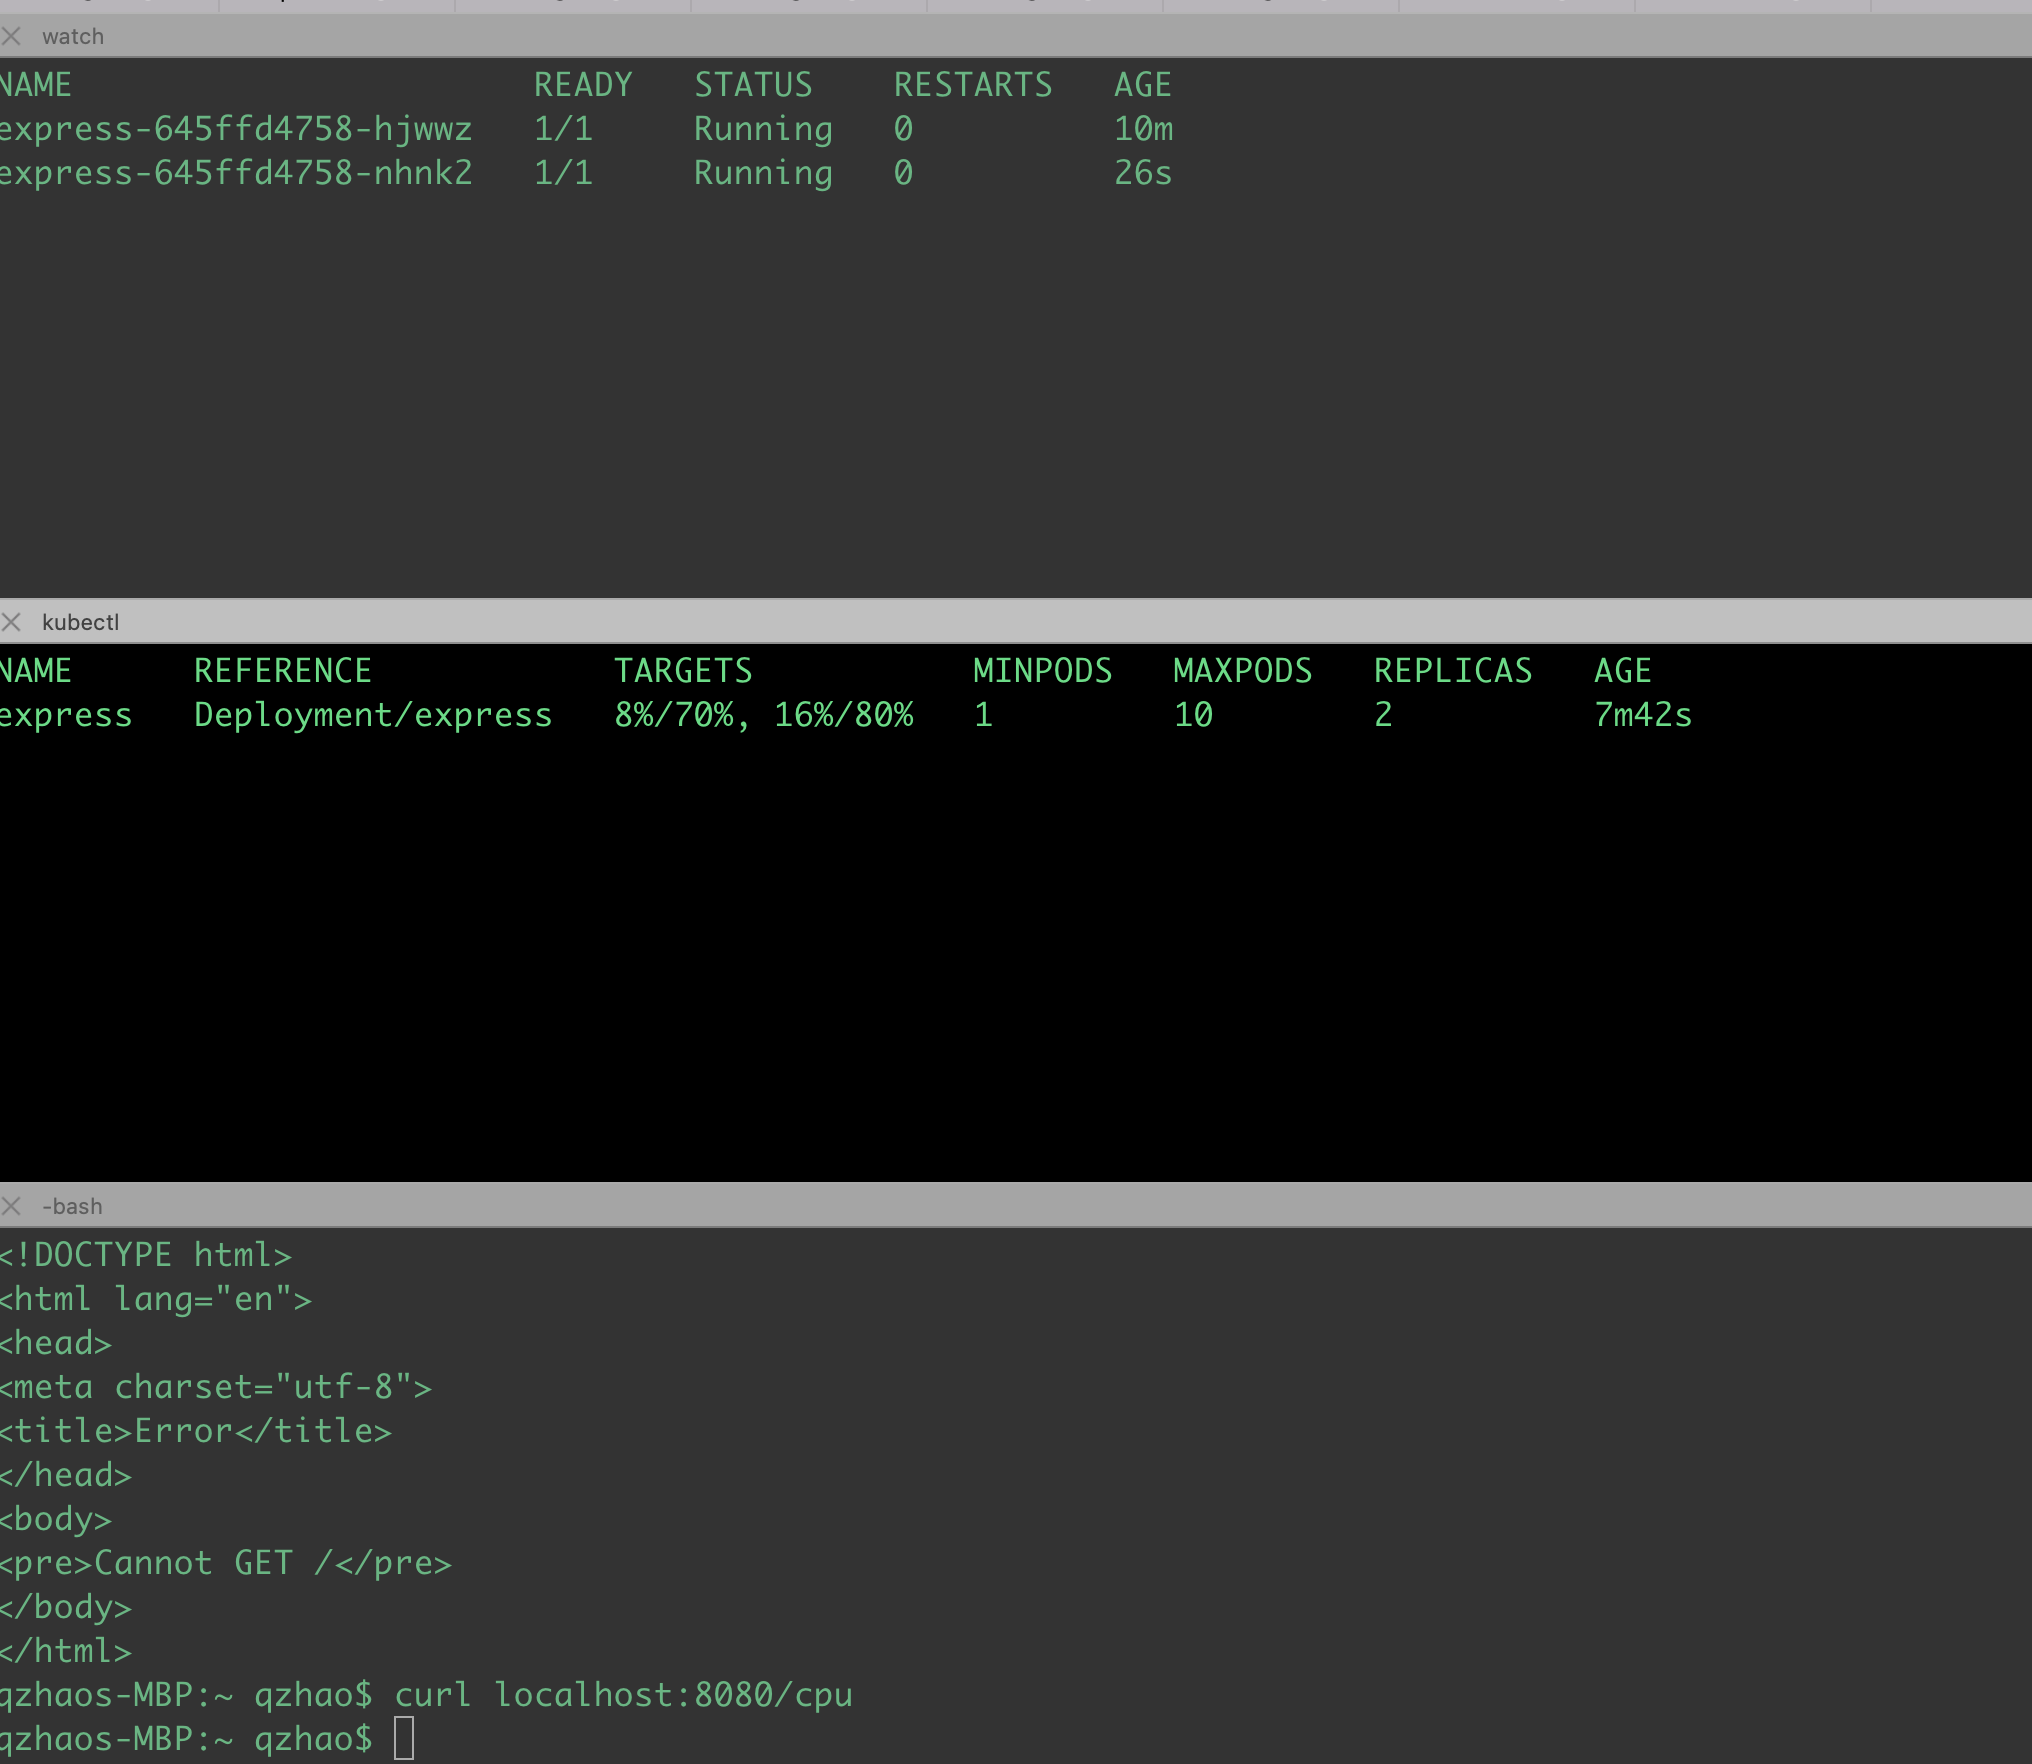 watch
NAME READY STATUS RESTARTS AGE
express-645ffd4758-hjwwz 1/1 Running 0 10m
express-645ffd4758-nhnk2 1/1 Running 0 26s
kubectl
NAME REFERENCE TARGETS MINPODS MAXPODS REPLICAS AGE
express Deployment/express 8%/70%, 16%/80% 1 10 2 7m42s
-bash
<!DOCTYPE html>
<html lang="en">
<head>
<meta charset="utf-8">
<title>Error</title>
</head>
<body>
<pre>Cannot GET /</pre>
</body>
</html>
qzhaos-MBP:~ qzhao$ curl localhost:8080/cpu
qzhaos-MBP:~ qzhao$